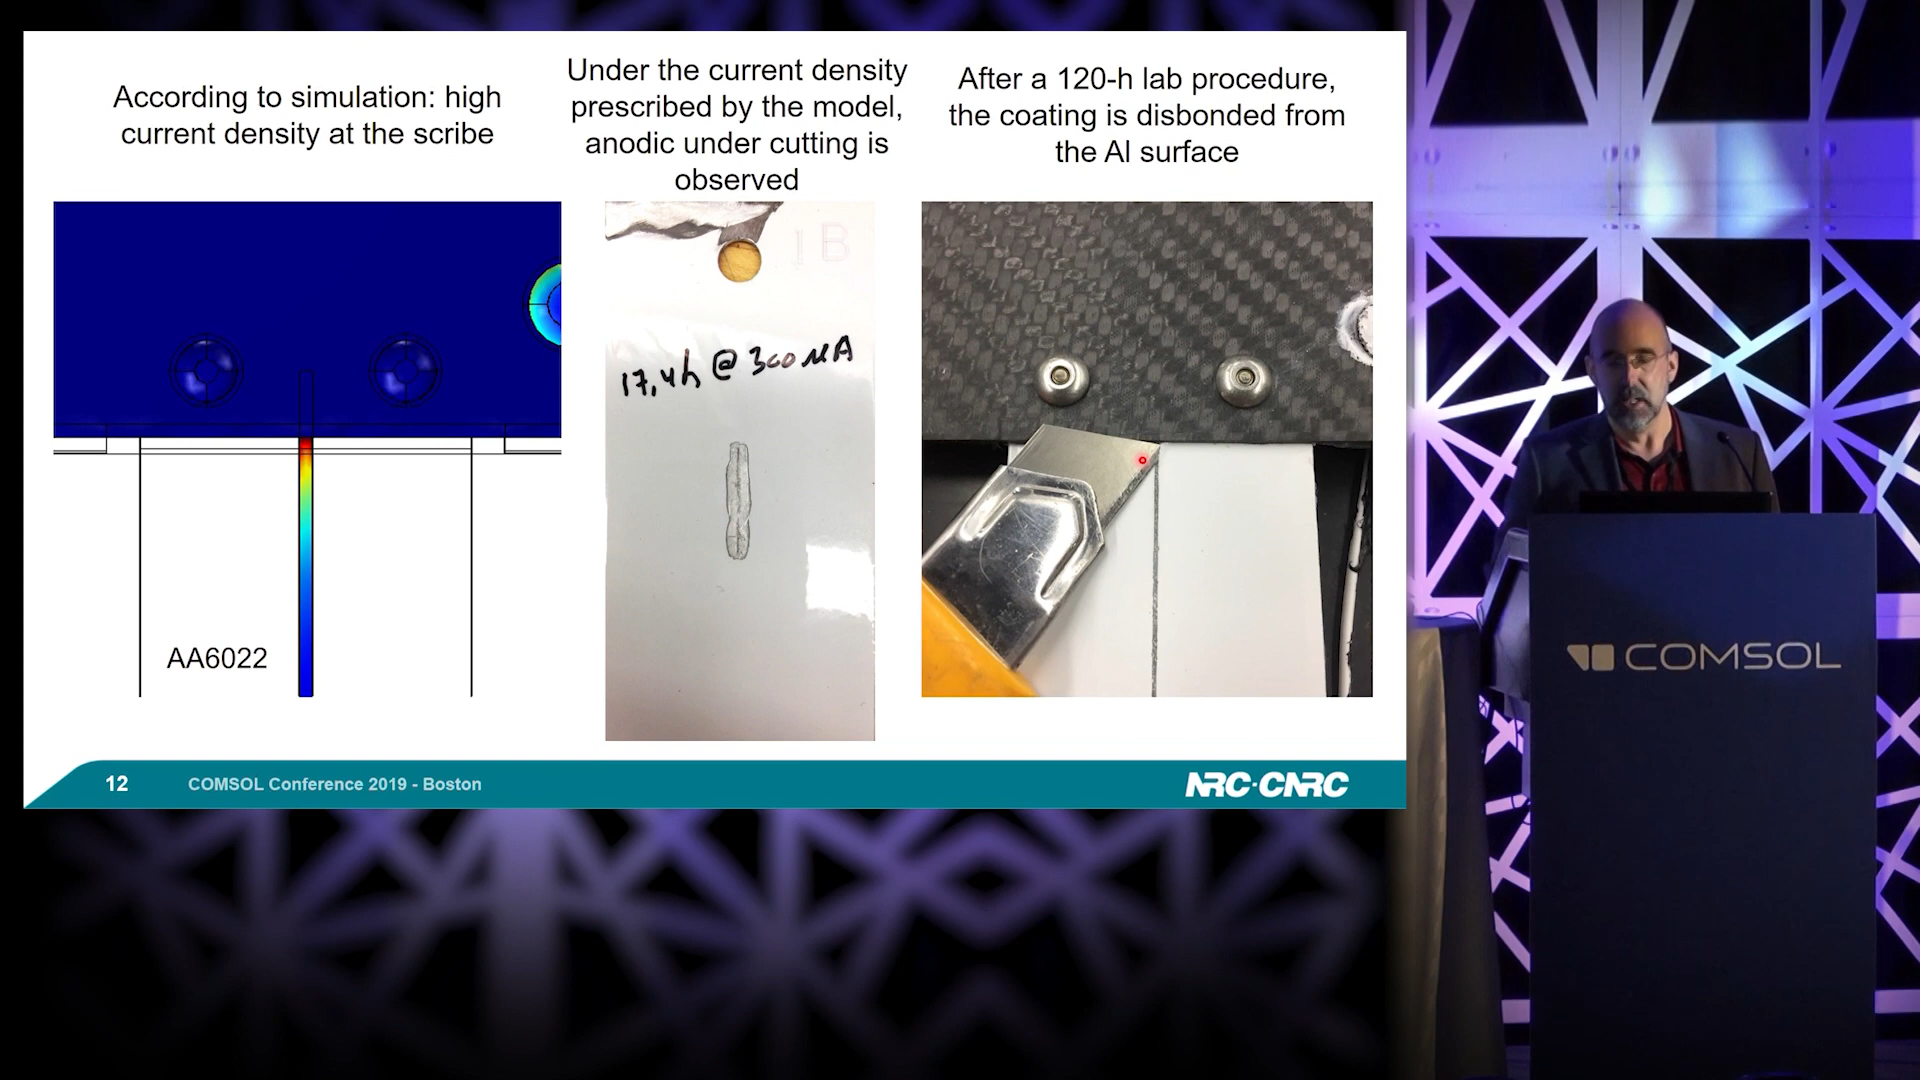 According to simulation: high
current density at the scribe
Under the current density
prescribed by the model,
anodic under cutting is
observed
After a 120-h lab procedure,
the coating is disbonded from
the Al surface
1B
17,4h @ 300 µA
AA6022
12
COMSOL Conference 2019 - Boston
NRC·CNRC
COMSOL